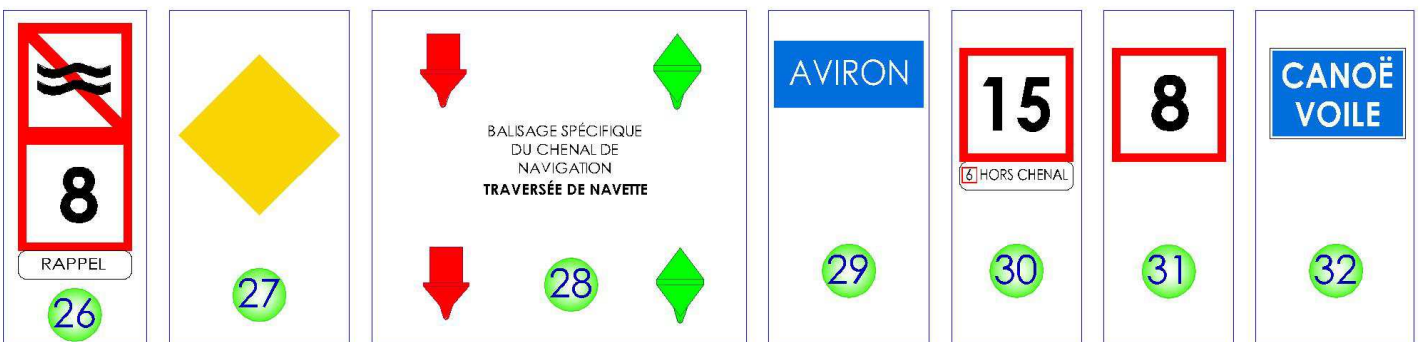 8
RAPPEL
26
27
BALISAGE SPÉCIFIQUE
DU CHENAL DE
NAVIGATION
TRAVERSÉE DE NAVETTE
28
AVIRON
29
15
6 HORS CHENAL
30
8
31
CANOË
VOILE
32